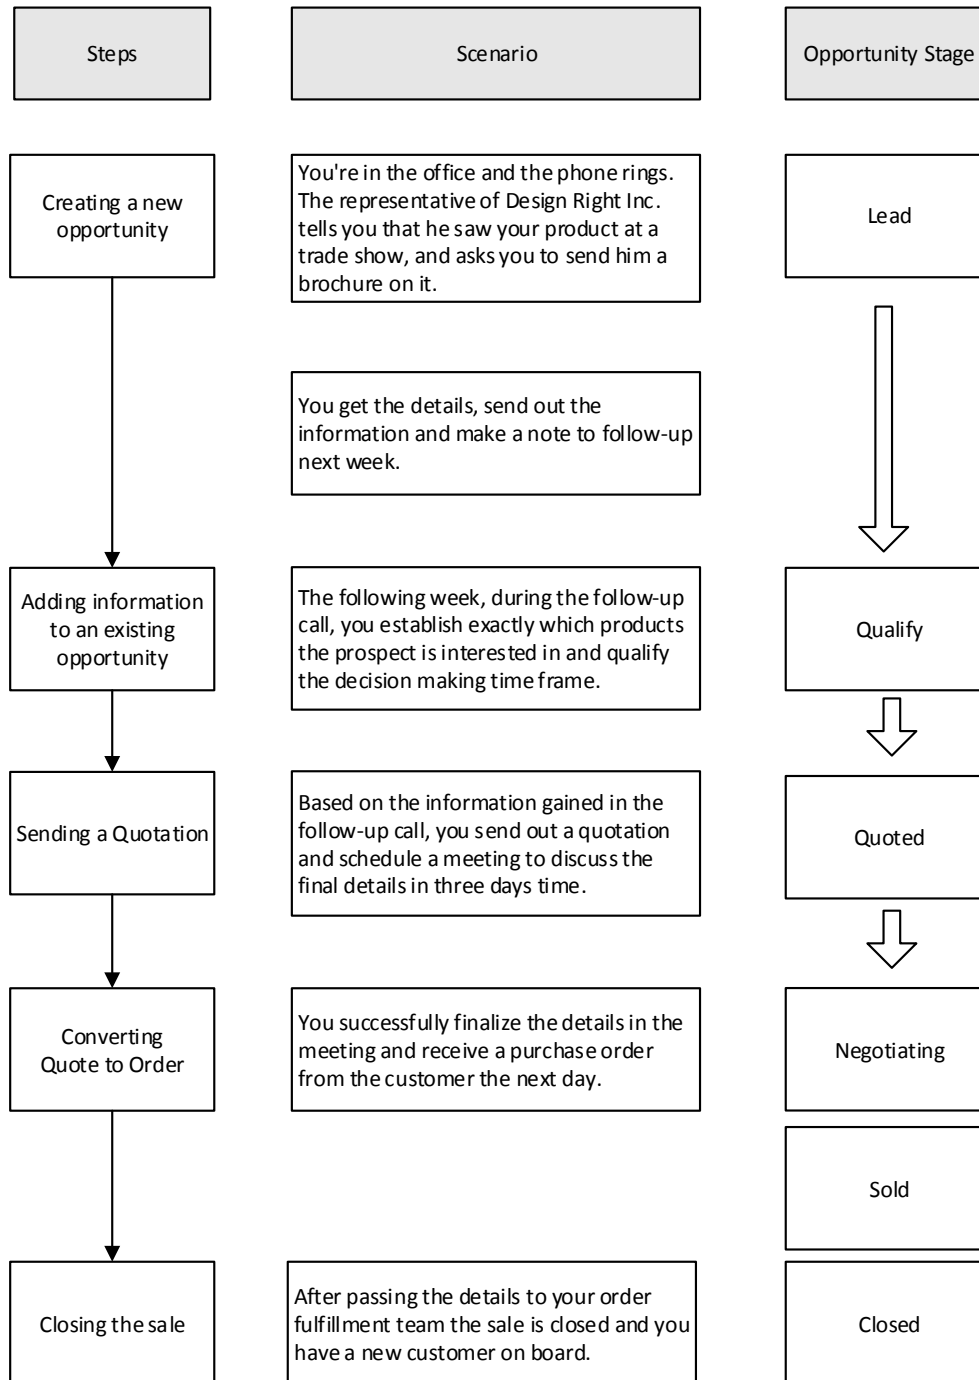 Steps
Scenario
Opportunity Stage
Creating a new
opportunity
You're in the office and the phone rings.
The representative of Design Right Inc.
tells you that he saw your product at a
trade show, and asks you to send him a
brochure on it.
Lead
You get the details, send out the
information and make a note to follow-up
next week.
Adding information
to an existing
opportunity
The following week, during the follow-up
call, you establish exactly which products
the prospect is interested in and qualify
the decision making time frame.
Qualify
Sending a Quotation
Based on the information gained in the
follow-up call, you send out a quotation
and schedule a meeting to discuss the
final details in three days time.
Quoted
Converting
Quote to Order
You successfully finalize the details in the
meeting and receive a purchase order
from the customer the next day.
Negotiating
Sold
Closing the sale
After passing the details to your order
fulfillment team the sale is closed and you
have a new customer on board.
Closed